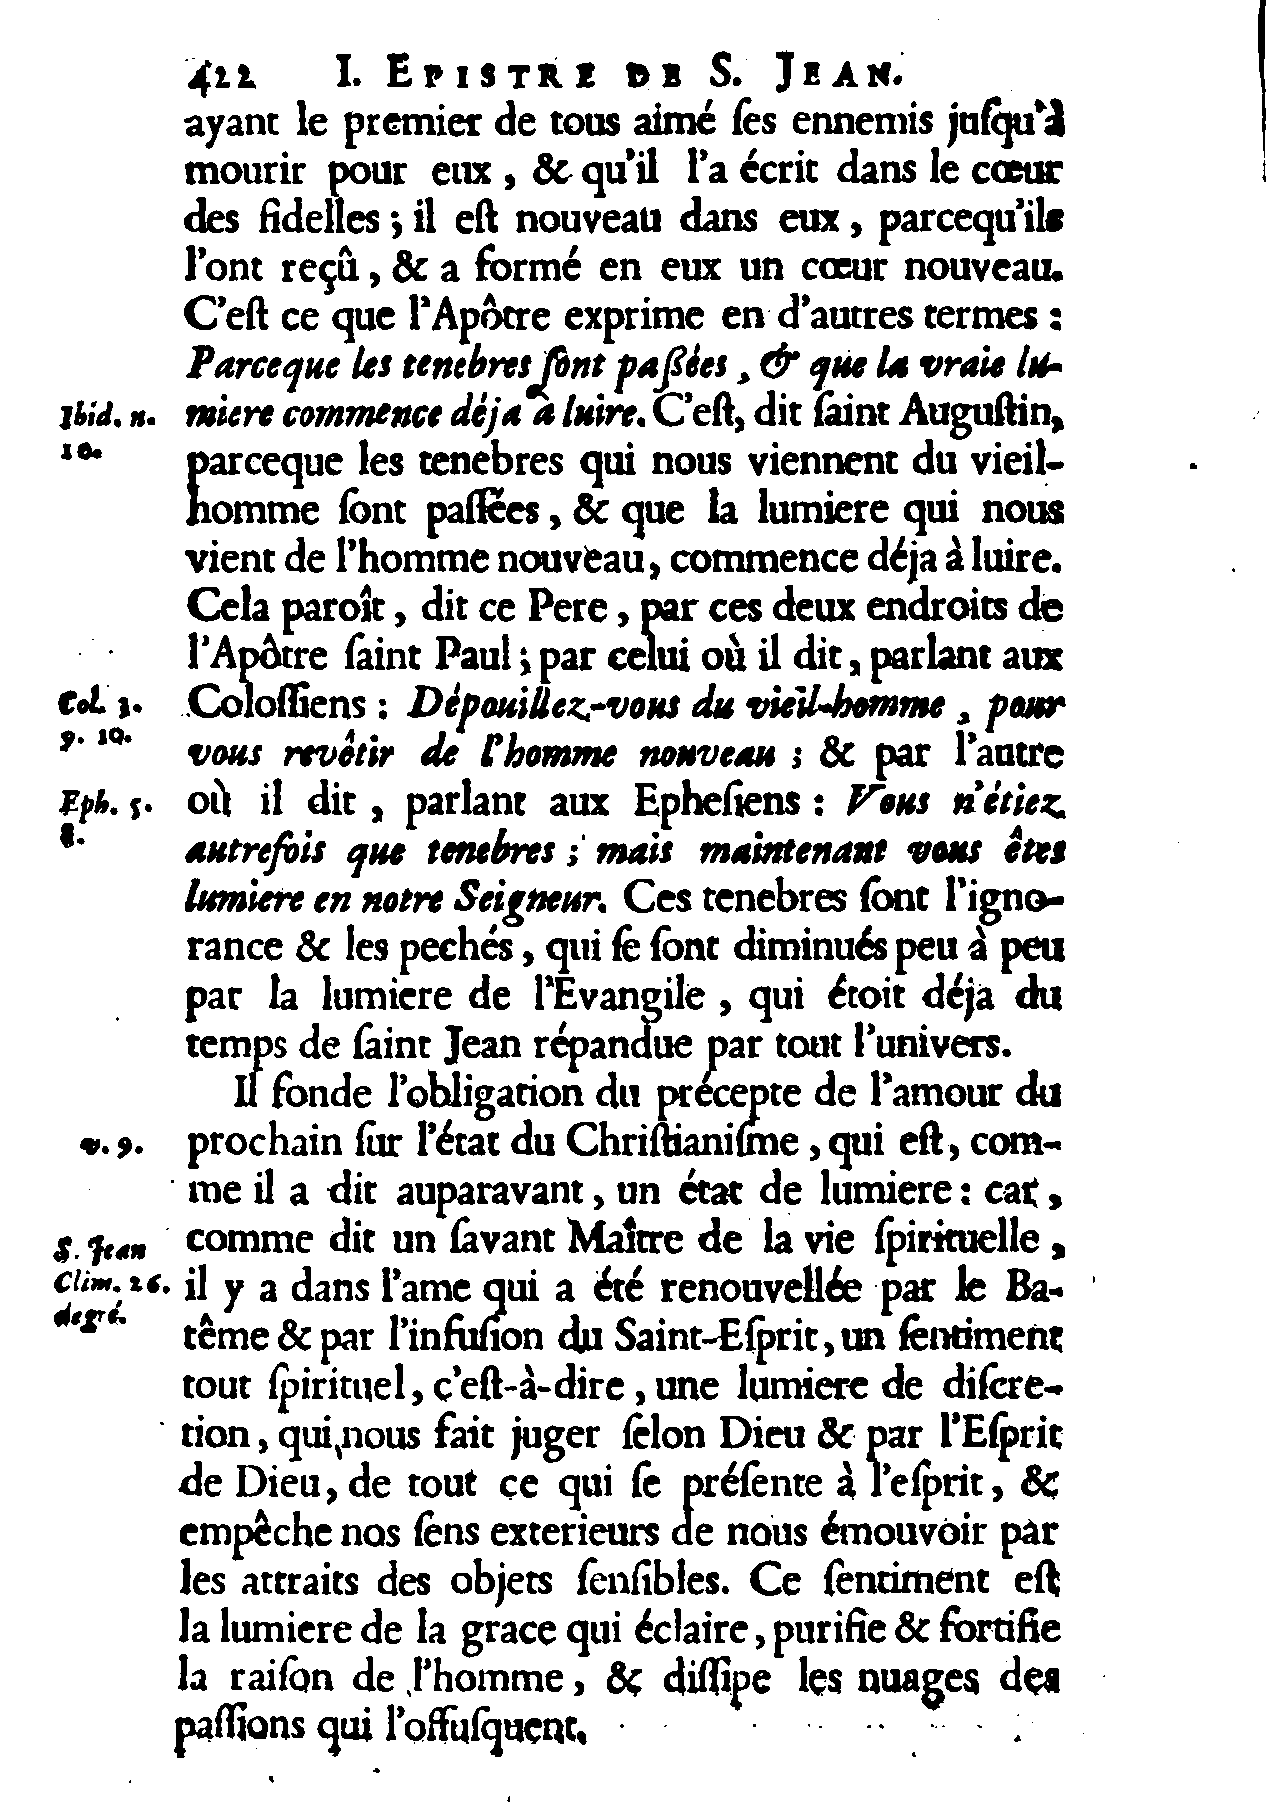 422 I. EPISTRE DE S. JEAN.
ayant le premier de tous aimé ſes ennemis juſqu'à
mourir pour eux, & qu'il l'a écrit dans le cœur
des fidelles ; il eſt nouveau dans eux, parcequ'ils
l'ont reçû, & a formé en eux un cœur nouveau.
C'eſt ce que l'Apôtre exprime en d'autres termes :
Parceque les tenebres ſont paßées, & que la vraie lu-
Ibid. n. 10.
miere commence déja à luire. C'eſt, dit ſaint Auguſtin,
parceque les tenebres qui nous viennent du vieil-
homme ſont paſſées, & que la lumiere qui nous
vient de l'homme nouveau, commence déja à luire.
Cela paroît, dit ce Pere, par ces deux endroits de
l'Apôtre ſaint Paul ; par celui où il dit, parlant aux
Col. 3. 9. 10.
Coloſſiens : Dépouillez-vous du vieil-homme, pour
vous revêtir de l'homme nouveau ; & par l'autre
Eph. 5. 8.
où il dit, parlant aux Epheſiens : Vous n'étiez
autrefois que tenebres ; mais maintenant vous êtes
lumiere en notre Seigneur. Ces tenebres ſont l'igno-
rance & les pechés, qui ſe ſont diminués peu à peu
par la lumiere de l'Evangile, qui étoit déja du
temps de ſaint Jean répandue par tout l'univers.
Il fonde l'obligation du précepte de l'amour du
v. 9.
prochain ſur l'état du Chriſtianiſme, qui eſt, com-
me il a dit auparavant, un état de lumiere : car,
S. Jean Clim. 26. degré.
comme dit un ſavant Maître de la vie ſpirituelle,
il y a dans l'ame qui a été renouvellée par le Ba-
tême & par l'infuſion du Saint-Eſprit, un ſentiment
tout ſpirituel, c'eſt-à-dire, une lumiere de diſcre-
tion, qui nous fait juger ſelon Dieu & par l'Eſprit
de Dieu, de tout ce qui ſe préſente à l'eſprit, &
empêche nos ſens exterieurs de nous émouvoir par
les attraits des objets ſenſibles. Ce ſentiment eſt
la lumiere de la grace qui éclaire, purifie & fortifie
la raiſon de l'homme, & diſſipe les nuages des
paſſions qui l'offuſquent.